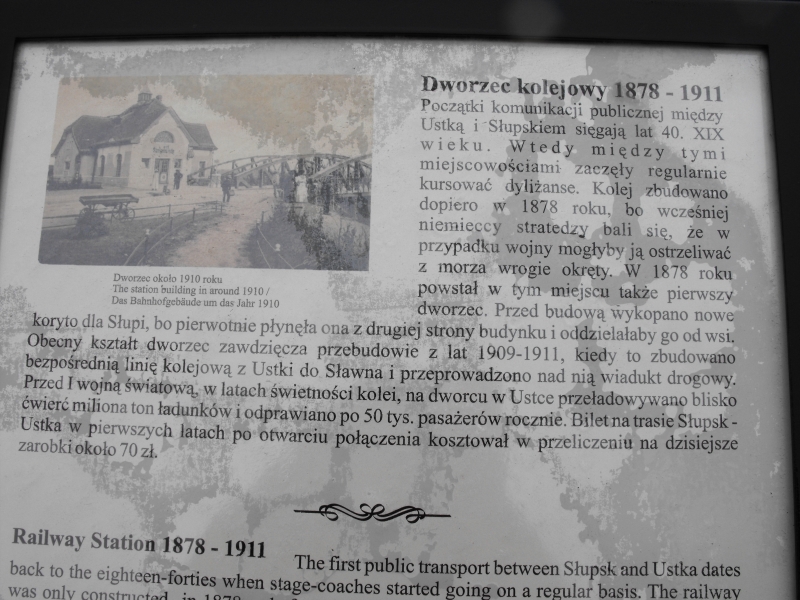 Dworzec kolejowy 1878 - 1911
Początki komunikacji publicznej między
Ustką i Słupskiem sięgają lat 40. XIX
wieku. Wtedy między tymi
miejscowościami zaczęły regularnie
kursować dyliżanse. Kolej zbudowano
dopiero w 1878 roku, bo wcześniej
niemieccy stratedzy bali się, że w
przypadku wojny mogłyby ją ostrzeliwać
z morza wrogie okręty. W 1878 roku
powstał w tym miejscu także pierwszy
dworzec. Przed budową wykopano nowe
koryto dla Słupi, bo pierwotnie płynęła ona z drugiej strony budynku i oddzielałaby go od wsi.
Obecny kształt dworzec zawdzięcza przebudowie z lat 1909-1911, kiedy to zbudowano
bezpośrednią linię kolejową z Ustki do Sławna i przeprowadzono nad nią wiadukt drogowy.
Przed I wojną światową, w latach świetności kolei, na dworcu w Ustce przeładowywano blisko
ćwierć miliona ton ładunków i odprawiano po 50 tys. pasażerów rocznie. Bilet na trasie Słupsk -
Ustka w pierwszych latach po otwarciu połączenia kosztował w przeliczeniu na dzisiejsze
zarobki około 70 zł.
Dworzec około 1910 roku
The station building in around 1910 /
Das Bahnhofgebäude um das Jahr 1910
Railway Station 1878 - 1911
The first public transport between Słupsk and Ustka dates
back to the eighteen-forties when stage-coaches started going on a regular basis. The railway
was only constructed in 1878